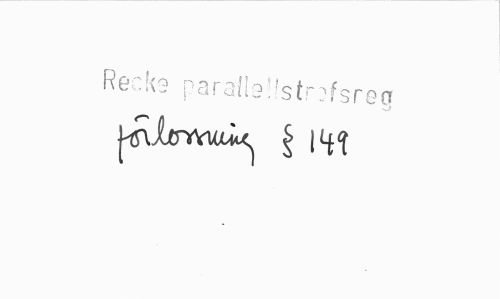 Recke parallellstrofsreg
förlossning § 149